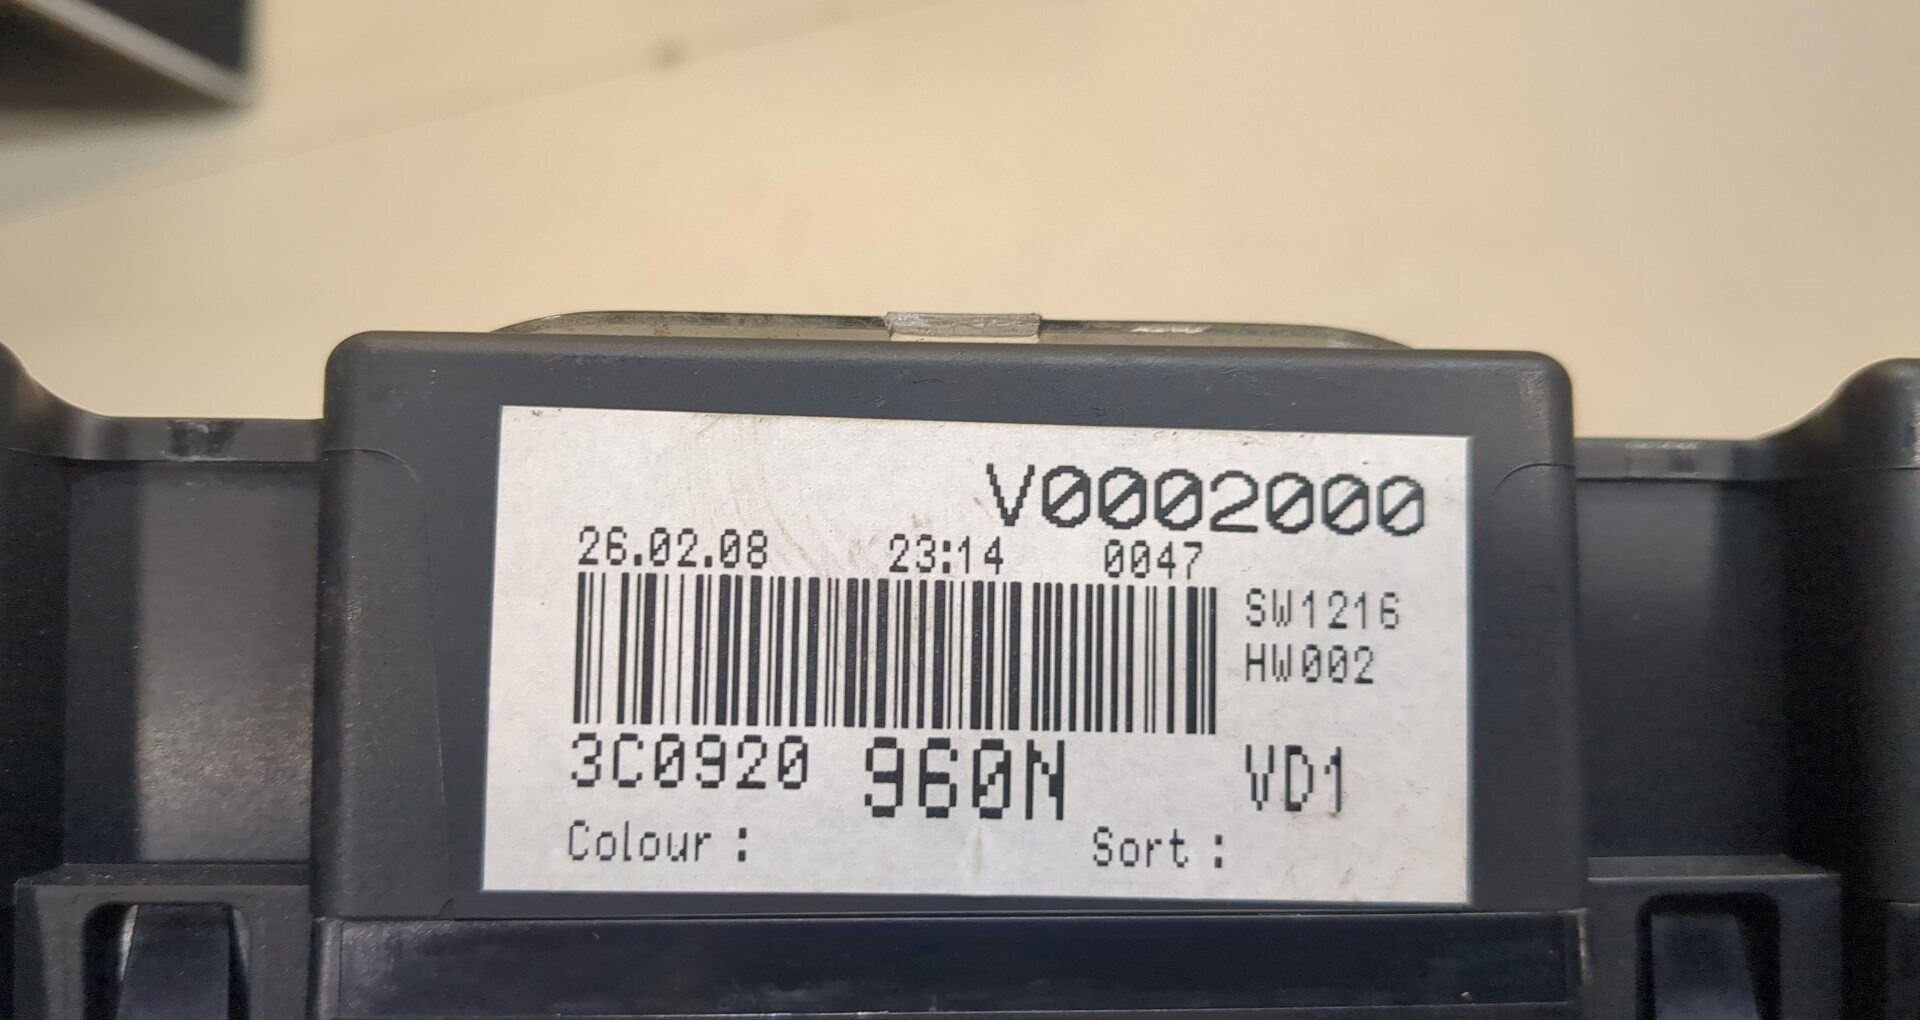 V0002000
26.02.08 23:14 0047
SW1216
HW002
3C0920 960N VD1
Colour : Sort :